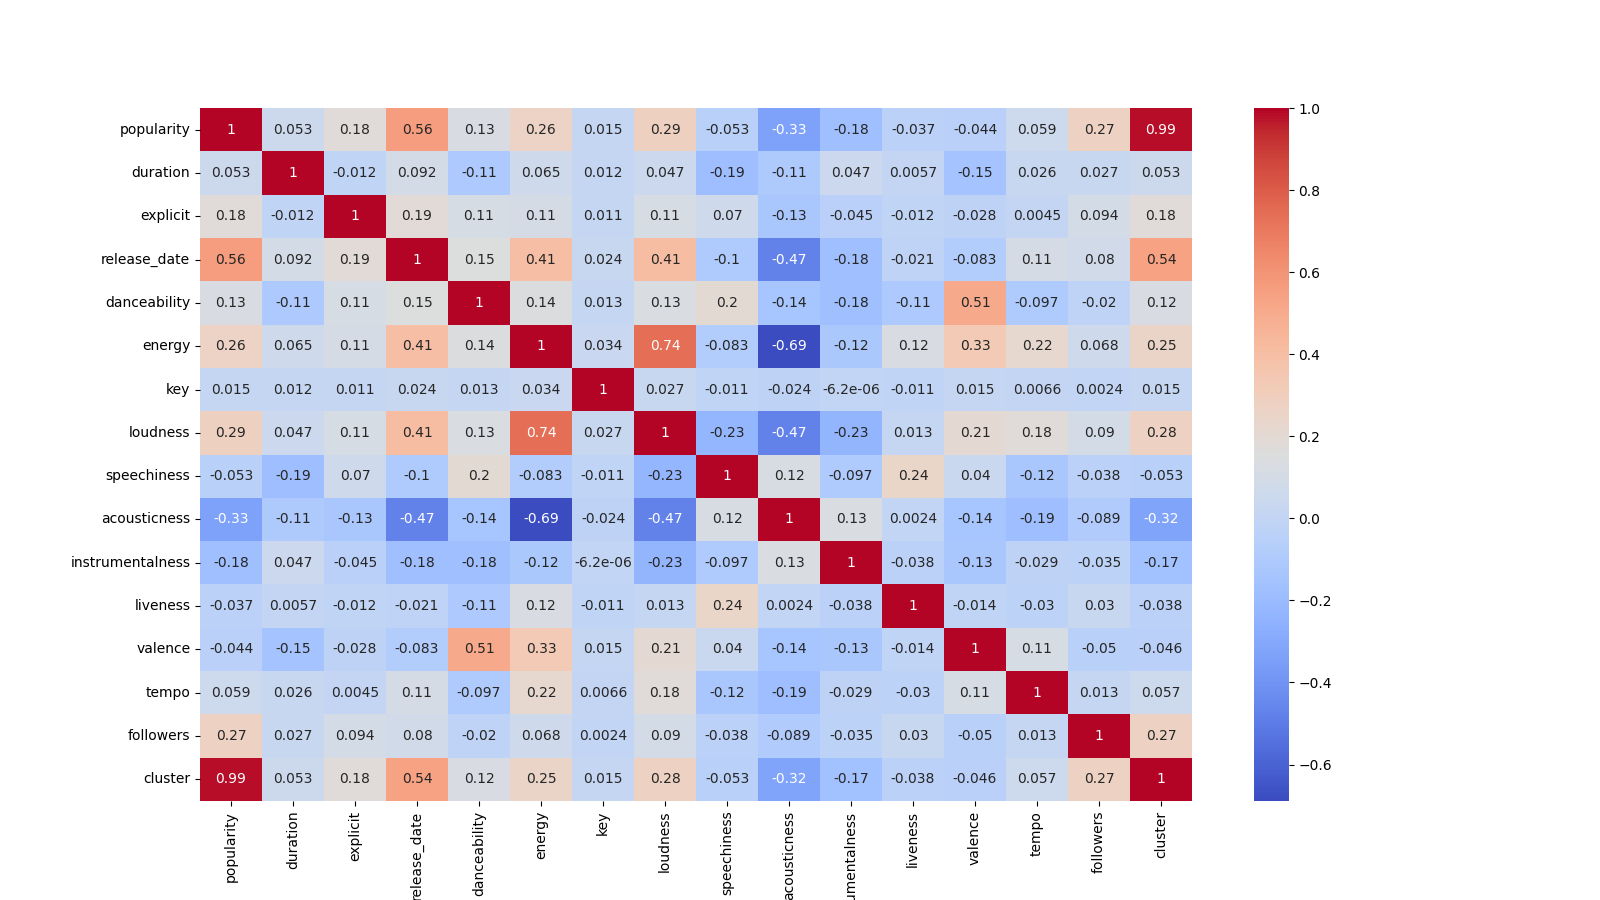 popularity 1 0.053 0.18 0.56 0.13 0.26 0.015 0.29 -0.053 -0.33 -0.18 -0.037 -0.044 0.059 0.27 0.99 1.0
duration 0.053 1 -0.012 0.092 -0.11 0.065 0.012 0.047 -0.19 -0.11 0.047 0.0057 -0.15 0.026 0.027 0.053 0.8
explicit 0.18 -0.012 1 0.19 0.11 0.11 0.011 0.11 0.07 -0.13 -0.045 -0.012 -0.028 0.0045 0.094 0.18
release_date 0.56 0.092 0.19 1 0.15 0.41 0.024 0.41 -0.1 -0.47 -0.18 -0.021 -0.083 0.11 0.08 0.54 0.6
danceability 0.13 -0.11 0.11 0.15 1 0.14 0.013 0.13 0.2 -0.14 -0.18 -0.11 0.51 -0.097 -0.02 0.12
energy 0.26 0.065 0.11 0.41 0.14 1 0.034 0.74 -0.083 -0.69 -0.12 0.12 0.33 0.22 0.068 0.25 0.4
key 0.015 0.012 0.011 0.024 0.013 0.034 1 0.027 -0.011 -0.024 -6.2e-06 -0.011 0.015 0.0066 0.0024 0.015
loudness 0.29 0.047 0.11 0.41 0.13 0.74 0.027 1 -0.23 -0.47 -0.23 0.013 0.21 0.18 0.09 0.28 0.2
speechiness -0.053 -0.19 0.07 -0.1 0.2 -0.083 -0.011 -0.23 1 0.12 -0.097 0.24 0.04 -0.12 -0.038 -0.053
acousticness -0.33 -0.11 -0.13 -0.47 -0.14 -0.69 -0.024 -0.47 0.12 1 0.13 0.0024 -0.14 -0.19 -0.089 -0.32 0.0
instrumentalness -0.18 0.047 -0.045 -0.18 -0.18 -0.12 -6.2e-06 -0.23 -0.097 0.13 1 -0.038 -0.13 -0.029 -0.035 -0.17
liveness -0.037 0.0057 -0.012 -0.021 -0.11 0.12 -0.011 0.013 0.24 0.0024 -0.038 1 -0.014 -0.03 0.03 -0.038 −0.2
valence -0.044 -0.15 -0.028 -0.083 0.51 0.33 0.015 0.21 0.04 -0.14 -0.13 -0.014 1 0.11 -0.05 -0.046
tempo 0.059 0.026 0.0045 0.11 -0.097 0.22 0.0066 0.18 -0.12 -0.19 -0.029 -0.03 0.11 1 0.013 0.057 −0.4
followers 0.27 0.027 0.094 0.08 -0.02 0.068 0.0024 0.09 -0.038 -0.089 -0.035 0.03 -0.05 0.013 1 0.27
cluster 0.99 0.053 0.18 0.54 0.12 0.25 0.015 0.28 -0.053 -0.32 -0.17 -0.038 -0.046 0.057 0.27 1 −0.6
popularity
duration
explicit
release_date
danceability
energy
key
loudness
speechiness
acousticness
umentalness
liveness
valence
tempo
followers
cluster